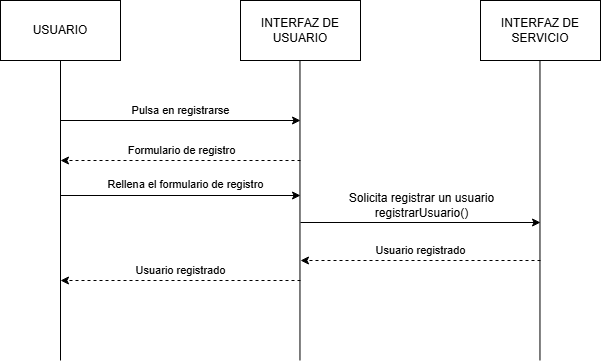 USUARIO
INTERFAZ DE
USUARIO
INTERFAZ DE
SERVICIO
Pulsa en registrarse
Formulario de registro
Rellena el formulario de registro
Solicita registrar un usuario
registrarUsuario()
Usuario registrado
Usuario registrado